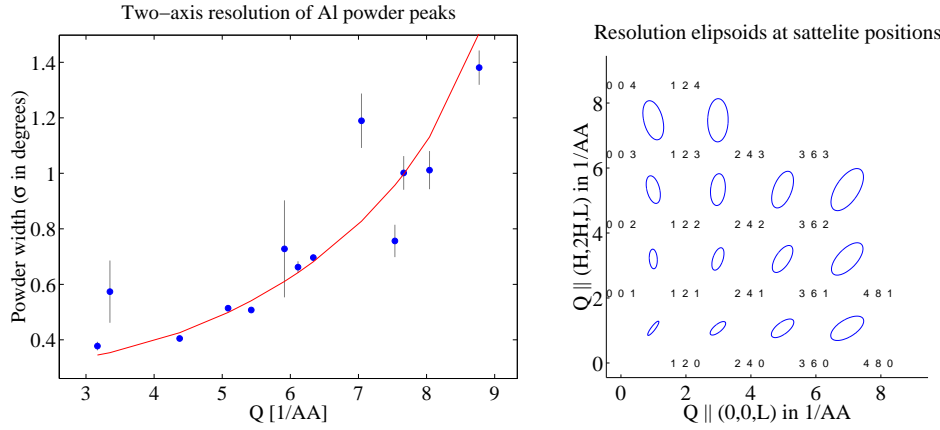 Two−axis resolution of Al powder peaks
1.4
1.2
1
0.8
0.6
0.4
Powder width (σ in degrees)
3 4 5 6 7 8 9
Q [1/AA]
Resolution elipsoids at sattelite positions
8
6
4
2
0
Q || (H,2H,L) in 1/AA
0 0 4 1 2 4
0 0 3 1 2 3 2 4 3 3 6 3
0 0 2 1 2 2 2 4 2 3 6 2
0 0 1 1 2 1 2 4 1 3 6 1 4 8 1
1 2 0 2 4 0 3 6 0 4 8 0
0 2 4 6 8
Q || (0,0,L) in 1/AA